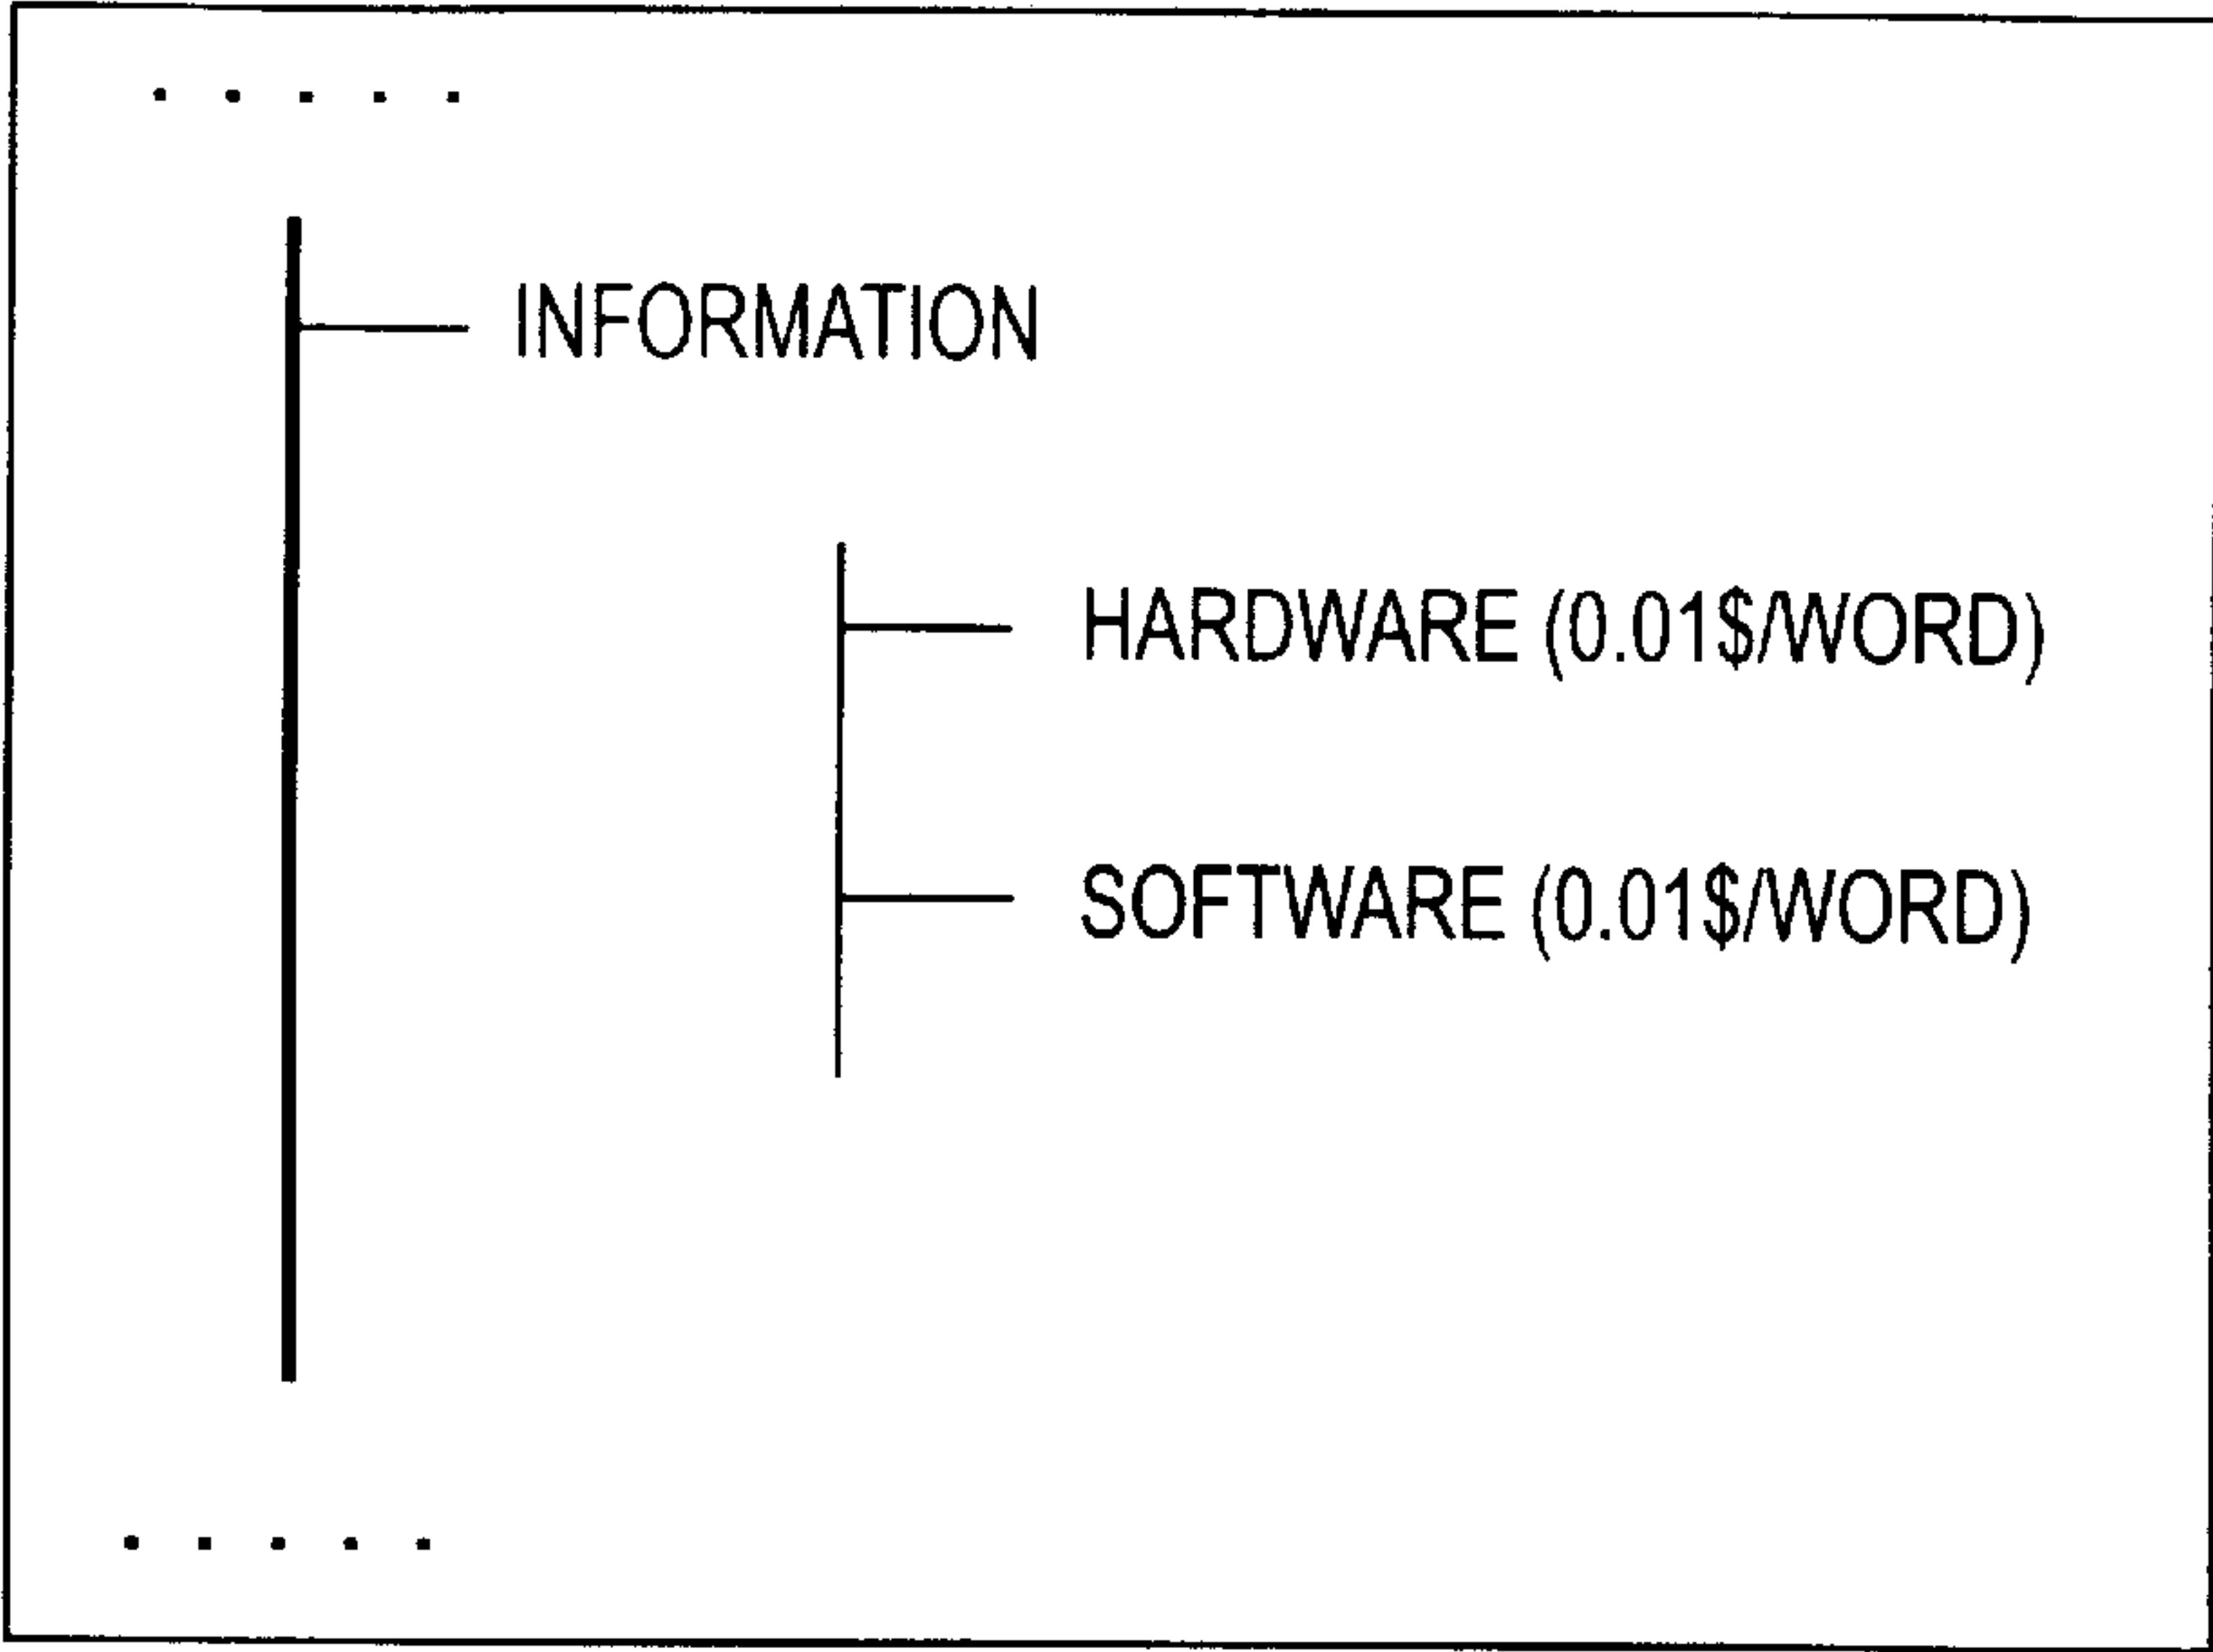 . . . . .
INFORMATION
HARDWARE (0.01$/WORD)
SOFTWARE (0.01$/WORD)
. . . . .